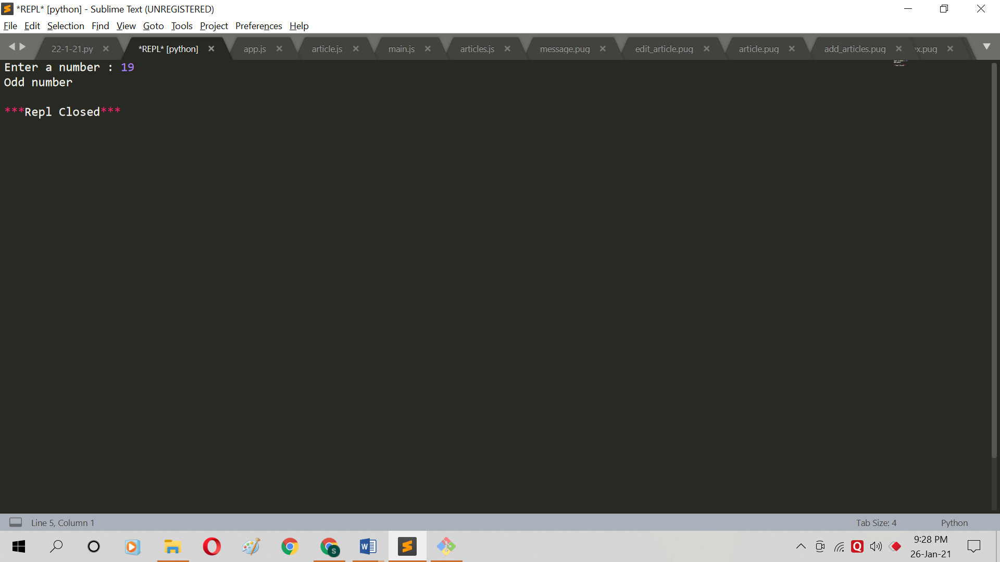 *REPL* [python] - Sublime Text (UNREGISTERED)
File Edit Selection Find View Goto Tools Project Preferences Help
22-1-21.py *REPL* [python] app.js article.js main.js articles.js message.pug edit_article.pug article.pug add_articles.pug x.pug
Enter a number : 19
Odd number
***Repl Closed***
Line 5, Column 1 Tab Size: 4 Python
9:28 PM
26-Jan-21